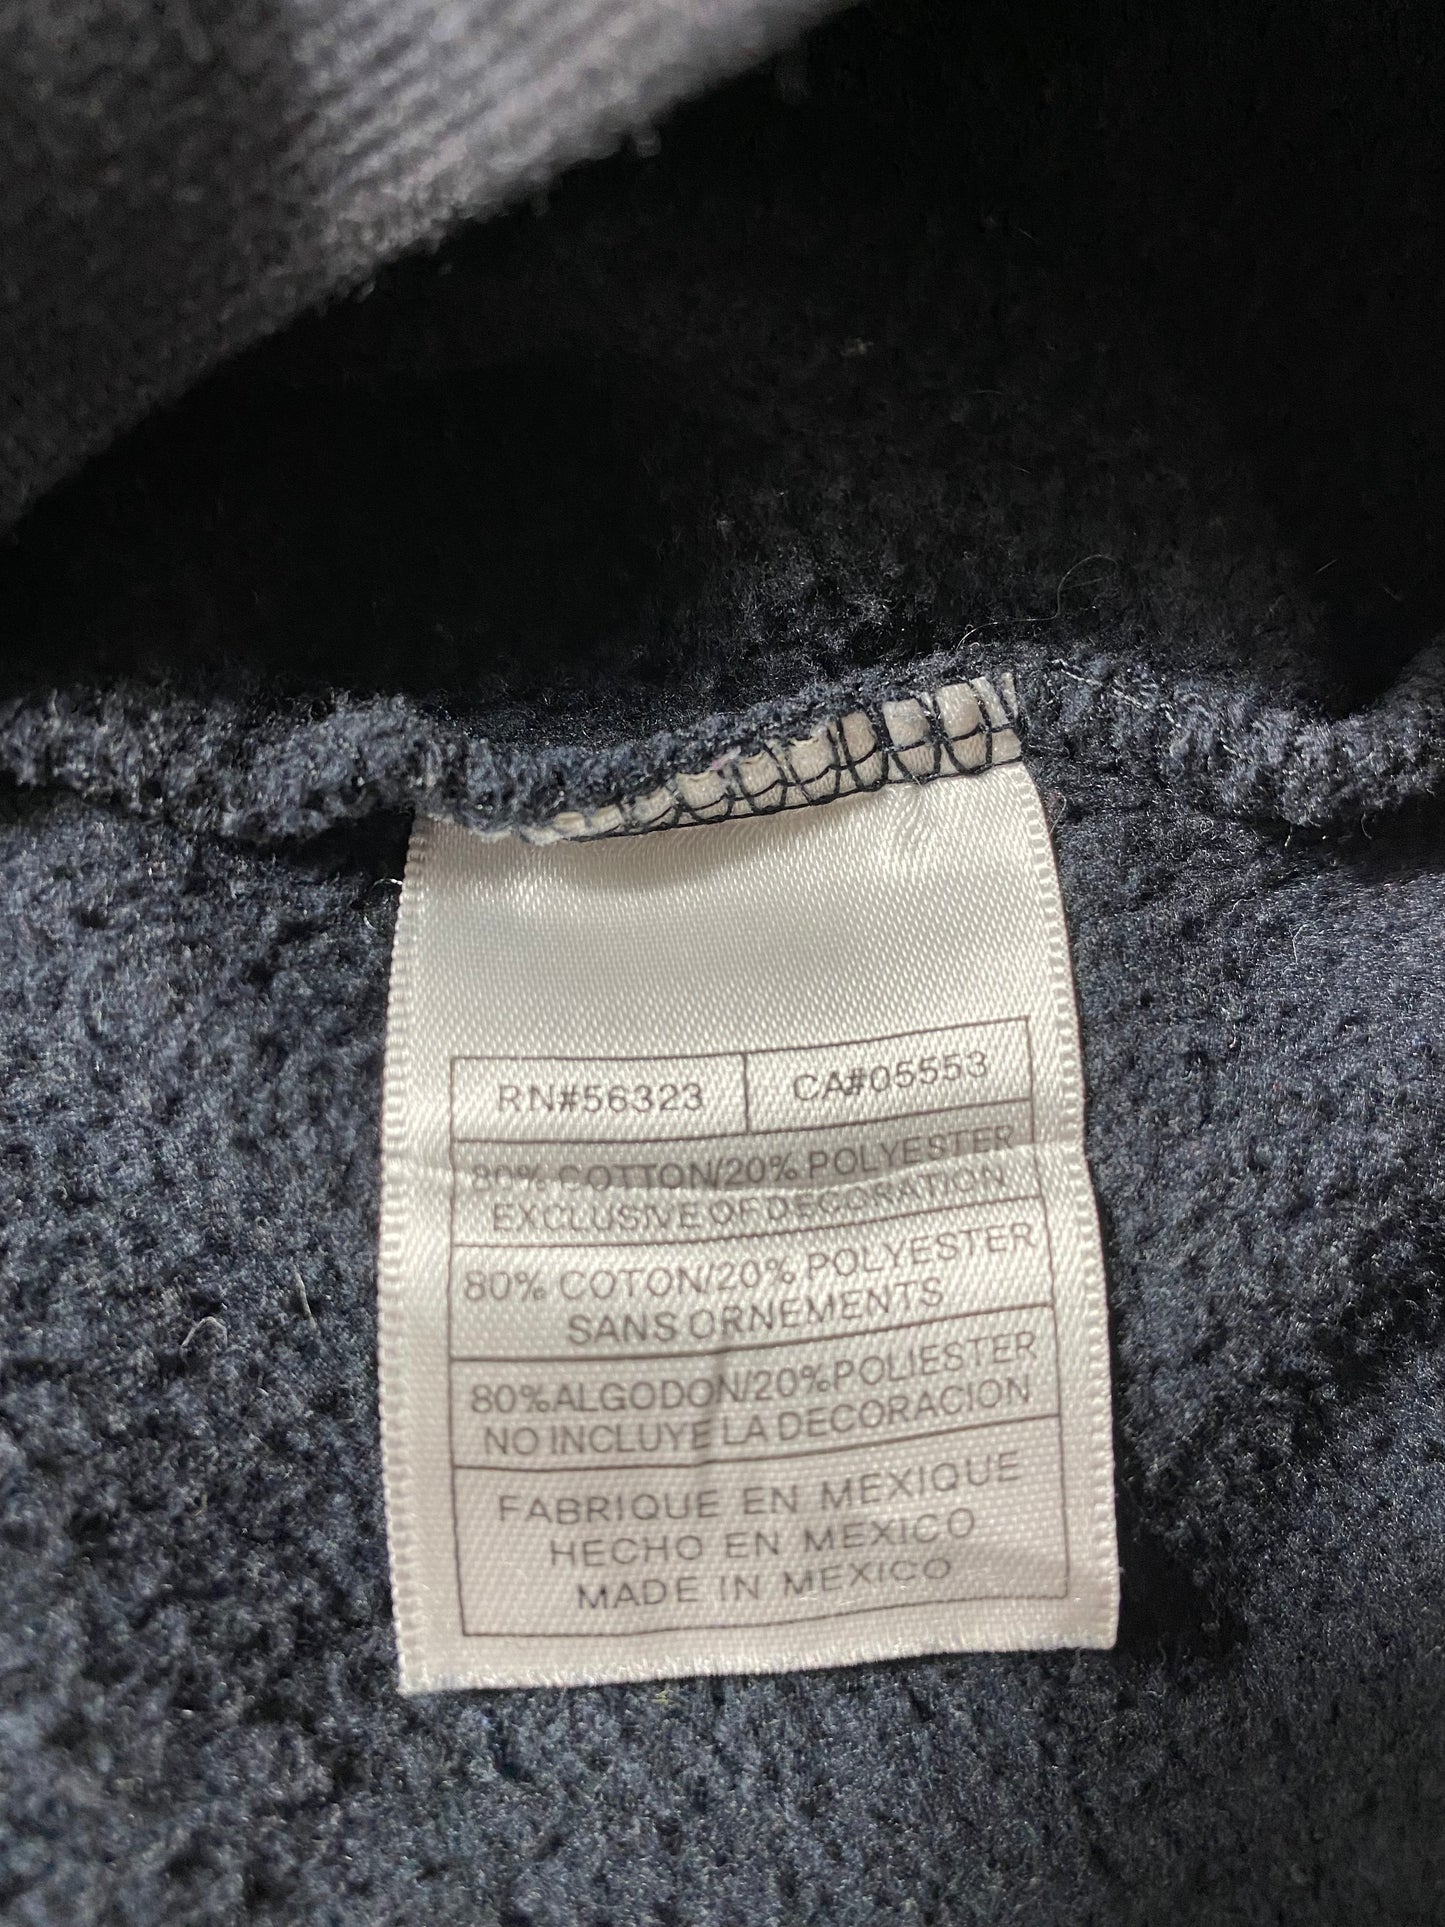 RN#56323 CA#05553
80% COTTON/20% POLYESTER
EXCLUSIVE OF DECORATION
80% COTON/20% POLYESTER
SANS ORNEMENTS
80% ALGODON/20% POLIESTER
NO INCLUYE LA DECORACION
FABRIQUE EN MEXIQUE
HECHO EN MEXICO
MADE IN MEXICO